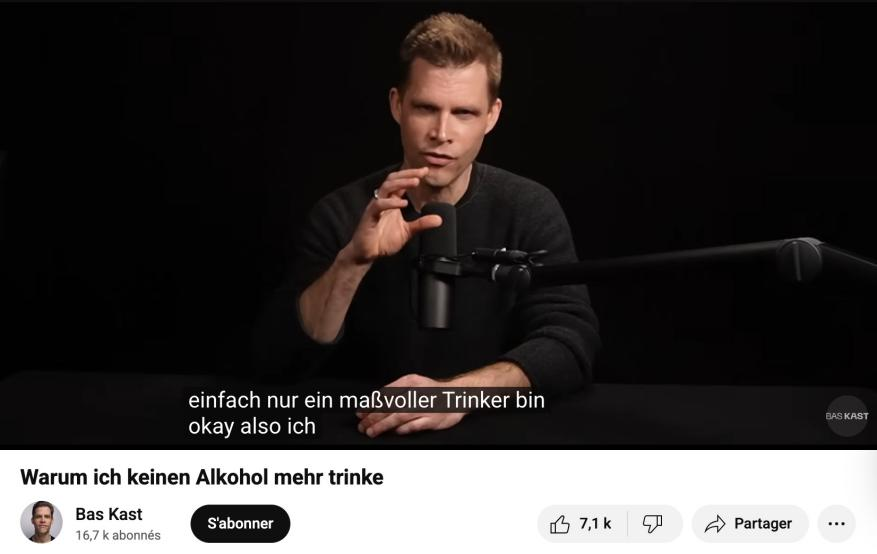 einfach nur ein maßvoller Trinker bin
okay also ich
BAS KAST
Warum ich keinen Alkohol mehr trinke
Bas Kast
16,7 k abonnés
S'abonner
7,1 k
Partager